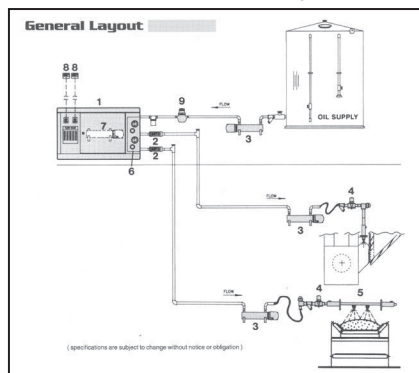 General Layout
8 8
1
9
FLOW
7
2
3
OIL SUPPLY
6
2
4
FLOW
3
4
5
FLOW
3
( specifications are subject to change without notice or obligation )